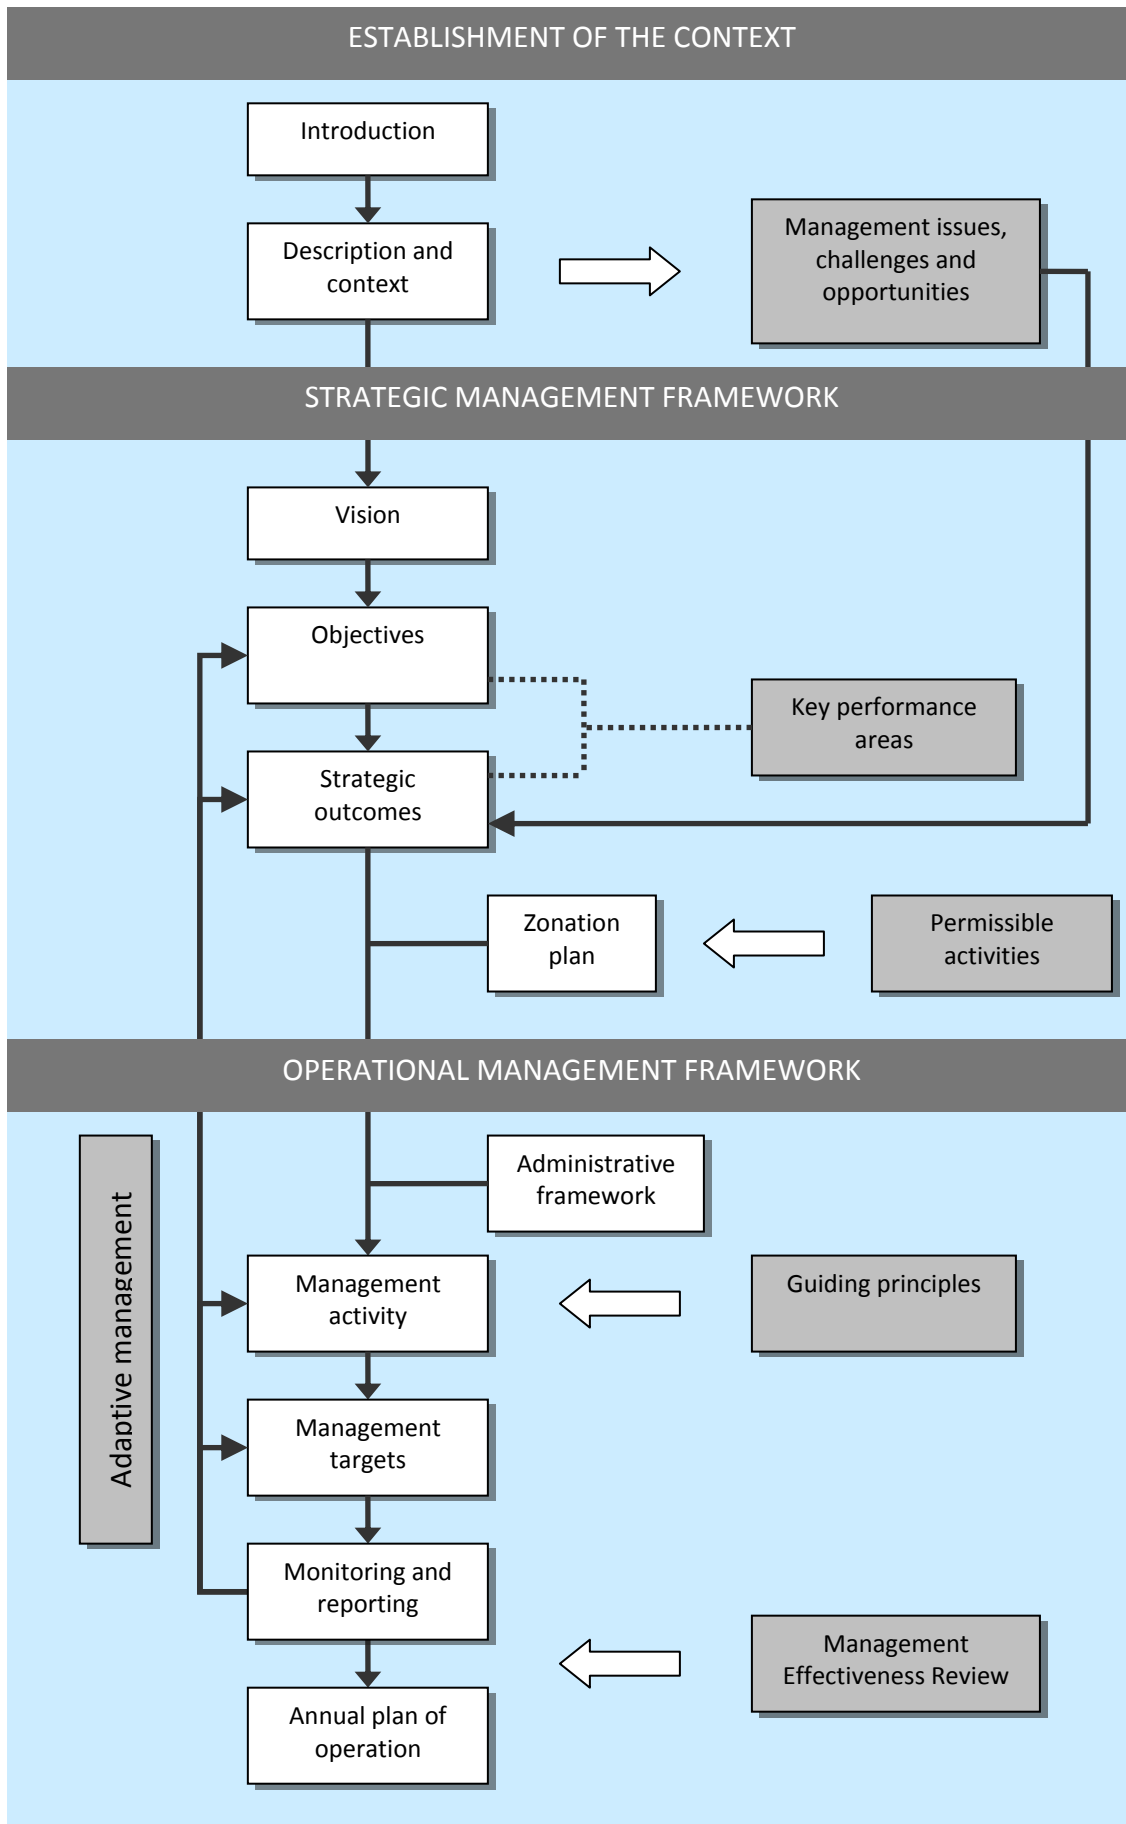 ESTABLISHMENT OF THE CONTEXT
Introduction
Description and
context
Management issues,
challenges and
opportunities
STRATEGIC MANAGEMENT FRAMEWORK
Vision
Objectives
Key performance
areas
Strategic
outcomes
Zonation
plan
Permissible
activities
OPERATIONAL MANAGEMENT FRAMEWORK
Adaptive management
Administrative
framework
Management
activity
Guiding principles
Management
targets
Monitoring and
reporting
Management
Effectiveness Review
Annual plan of
operation